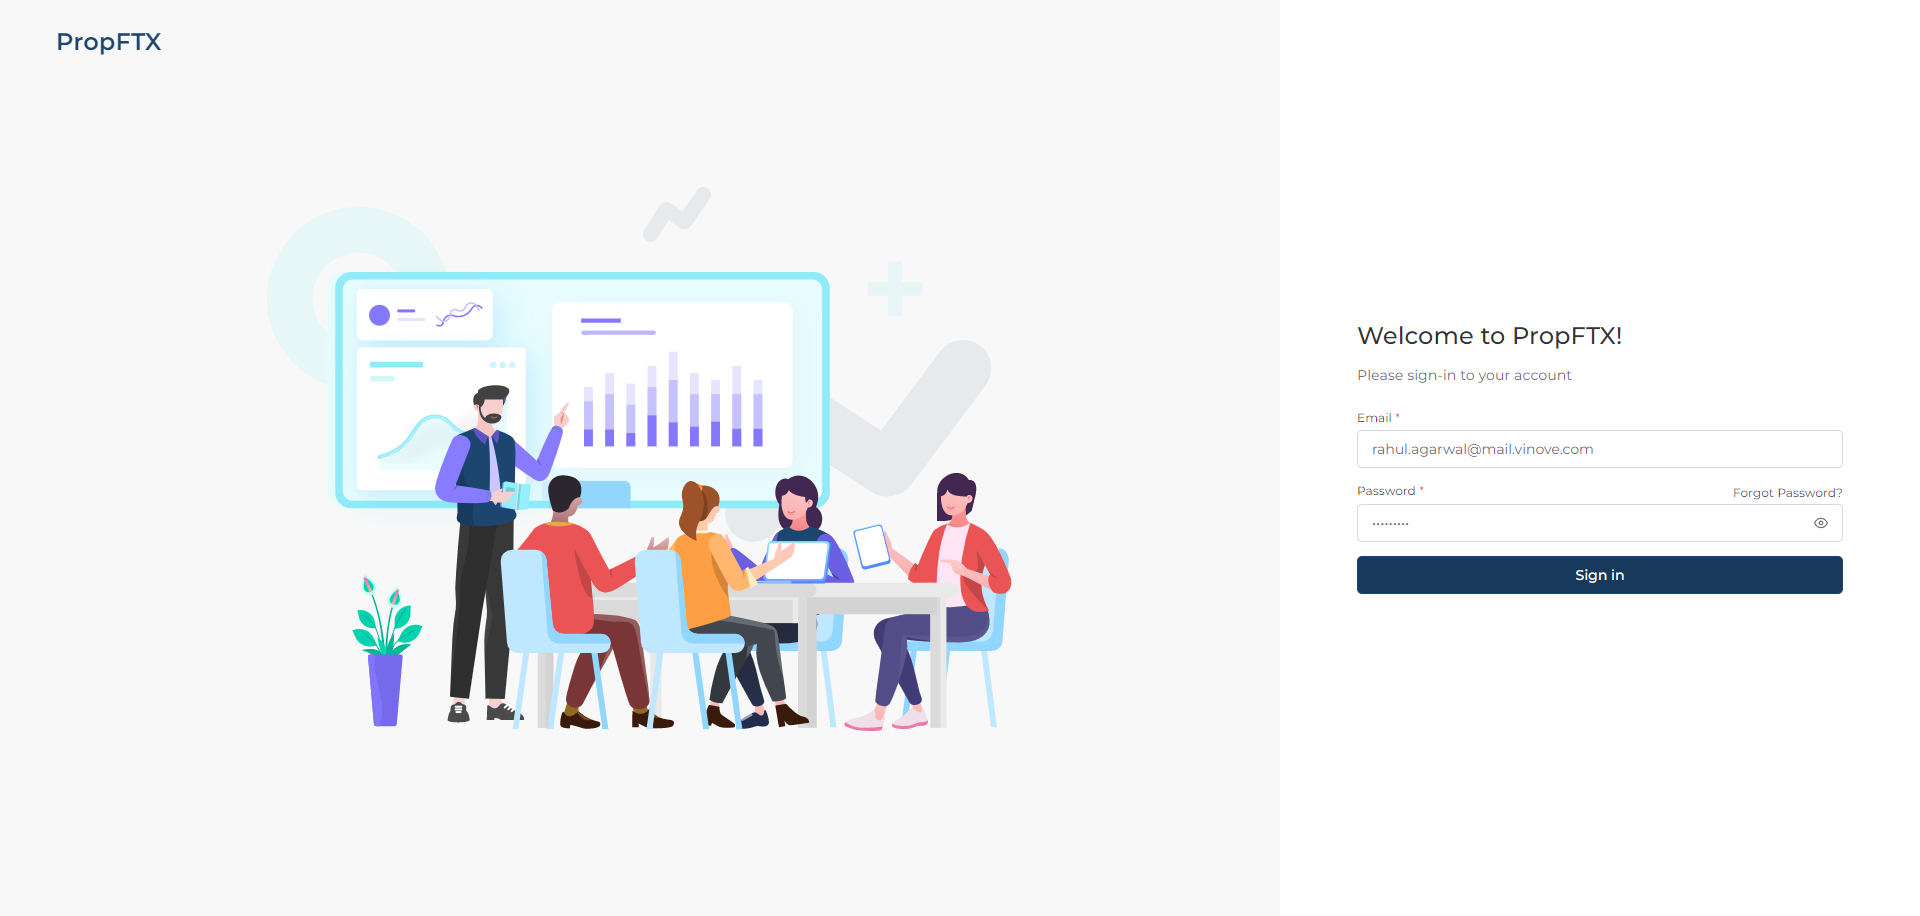 PropFTX
Welcome to PropFTX!
Please sign-in to your account
Email *
rahul.agarwal@mail.vinove.com
Password *
Forgot Password?
·········
Sign in